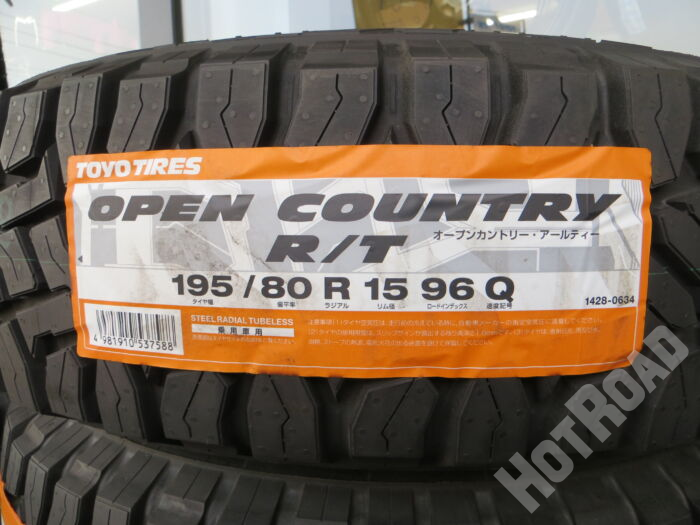 TOYO TIRES
OPEN COUNTRY
R/T
オープンカントリー・アールティー
195 / 80 R 15 96 Q
タイヤ幅 偏平率 ラジアル リム径 ロードインデックス 速度記号
1428-0634
STEEL RADIAL TUBELESS
乗用車用
4 981910 537588
HOTROAD